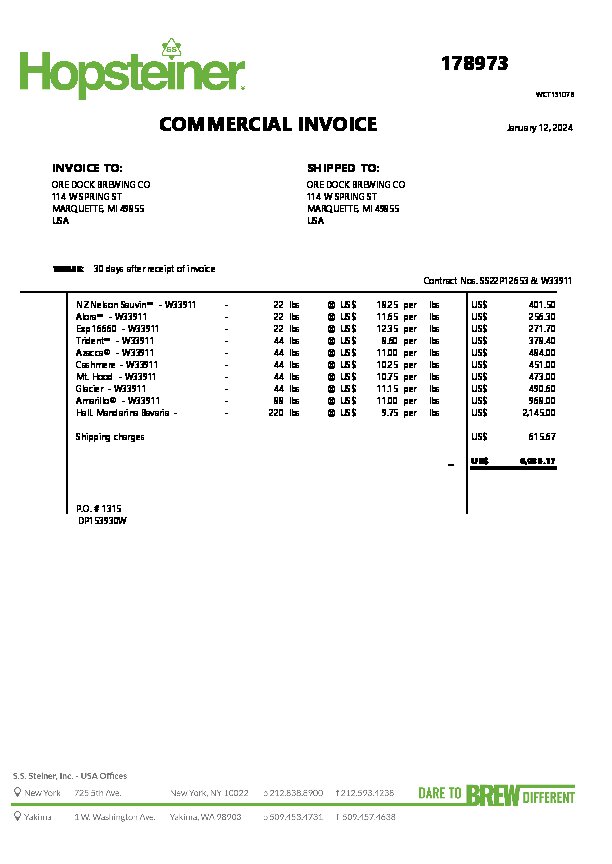 SS
Hopsteiner
178973
WCT131078
COMMERCIAL INVOICE
January 12, 2024
INVOICE TO: SHIPPED TO:
ORE DOCK BREWING CO ORE DOCK BREWING CO
114 W SPRING ST 114 W SPRING ST
MARQUETTE, MI 49855 MARQUETTE, MI 49855
USA USA
30 days after receipt of invoice
Contract Nos. SS22P12653 & W33911
NZ Nelson Sauvin™ - W33911 - 22 lbs @ US$ 18.25 per lbs US$ 401.50
Alora™ - W33911 - 22 lbs @ US$ 11.65 per lbs US$ 256.30
Exp16660 - W33911 - 22 lbs @ US$ 12.35 per lbs US$ 271.70
Trident™ - W33911 - 44 lbs @ US$ 8.60 per lbs US$ 378.40
Azacca® - W33911 - 44 lbs @ US$ 11.00 per lbs US$ 484.00
Cashmere - W33911 - 44 lbs @ US$ 10.25 per lbs US$ 451.00
Mt. Hood - W33911 - 44 lbs @ US$ 10.75 per lbs US$ 473.00
Glacier - W33911 - 44 lbs @ US$ 11.15 per lbs US$ 490.60
Amarillo® - W33911 - 88 lbs @ US$ 11.00 per lbs US$ 968.00
Hall. Mandarina Bavaria - - 220 lbs @ US$ 9.75 per lbs US$ 2,145.00
Shipping charges US$ 615.67
US$ 6,935.17
P.O. # 1315
DP153930W
S.S. Steiner, Inc. - USA Offices
New York 725 5th Ave. New York, NY 10022 p 212.838.8900 f 212.593.4238
DARE TO BREW DIFFERENT
Yakima 1 W. Washington Ave. Yakima, WA 98903 p 509.453.4731 f 509.457.4638